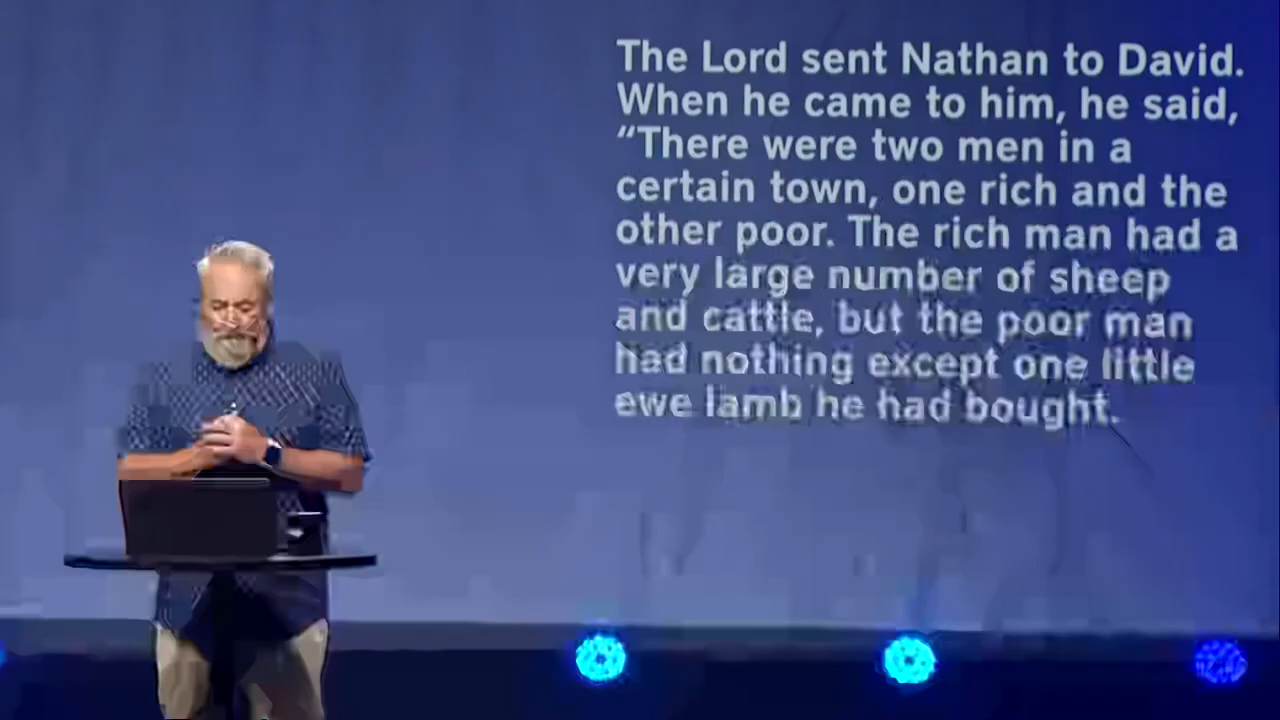 The Lord sent Nathan to David.
When he came to him, he said,
“There were two men in a
certain town, one rich and the
other poor. The rich man had a
very large number of sheep
and cattle, but the poor man
had nothing except one little
ewe lamb he had bought.